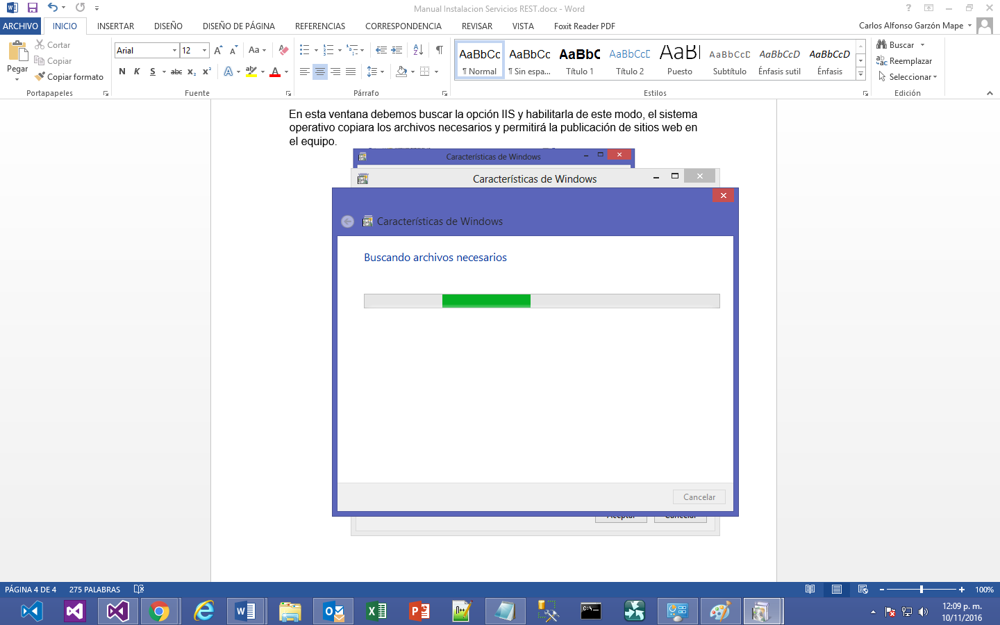 Manual Instalacion Servicios REST.docx - Word
ARCHIVO INICIO INSERTAR DISEÑO DISEÑO DE PÁGINA REFERENCIAS CORRESPONDENCIA REVISAR VISTA Foxit Reader PDF
Carlos Alfonso Garzón Mape
Pegar
Cortar
Copiar
Copiar formato
Portapapeles
Arial 12
Aa
N K S abc x₂ x²
Fuente
Párrafo
AaBbCc AaBbCc AaBbC AaBbCcD AaB AaBbCcD AaBbCcD AaBbCcD
¶ Normal ¶ Sin espa... Título 1 Título 2 Puesto Subtítulo Énfasis sutil Énfasis
Estilos
Buscar
Reemplazar
Seleccionar
Edición
En esta ventana debemos buscar la opción IIS y habilitarla de este modo, el sistema
operativo copiara los archivos necesarios y permitirá la publicación de sitios web en
el equipo.
Características de Windows
Características de Windows
Características de Windows
Buscando archivos necesarios
Cancelar
Aceptar Cancelar
PÁGINA 4 DE 4 275 PALABRAS
100%
12:09 p. m.
10/11/2016